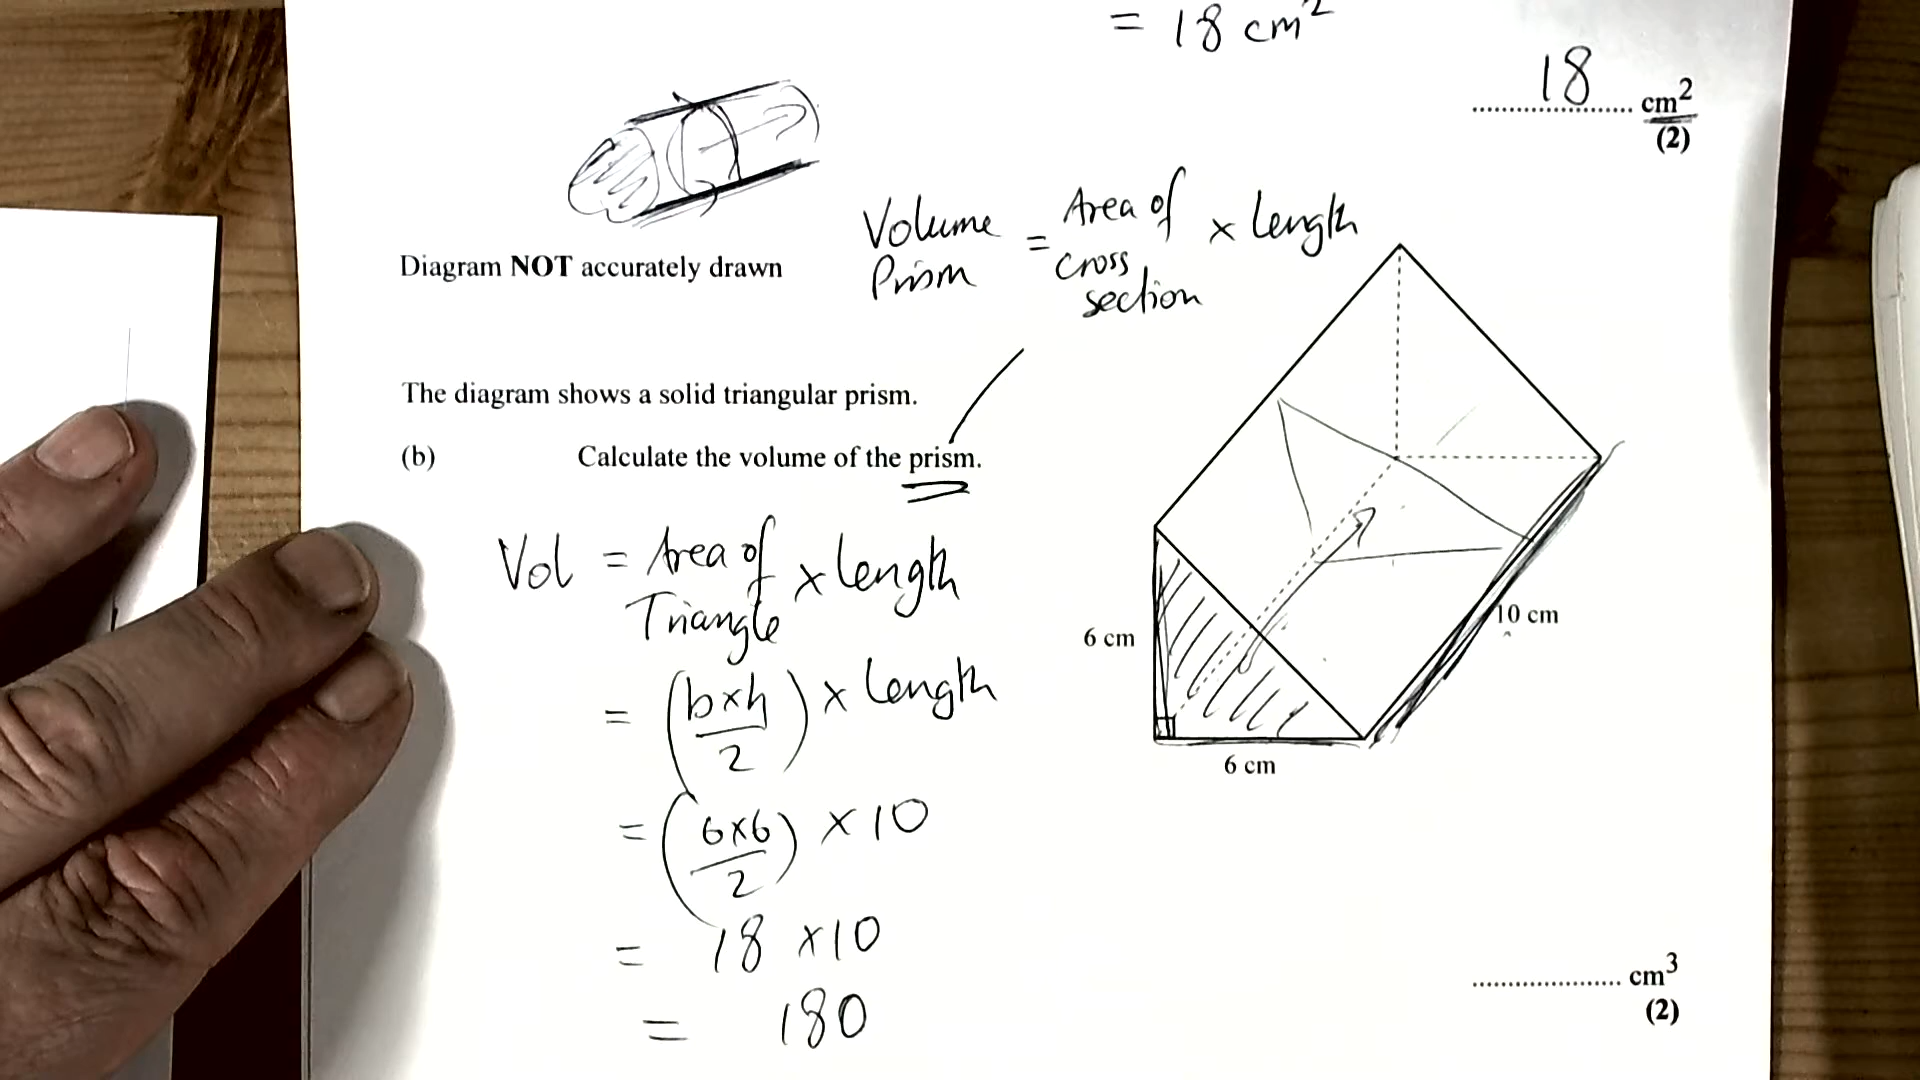 = 18 cm²
18
.................... cm²
(2)
Volume Prism = Area of cross section × Length
Diagram NOT accurately drawn
The diagram shows a solid triangular prism.
(b) Calculate the volume of the prism.
Vol = Area of Triangle × length
= (b×h/2) × length
= (6×6/2) × 10
= 18 ×10
= 180
6 cm
10 cm
6 cm
.................... cm³
(2)